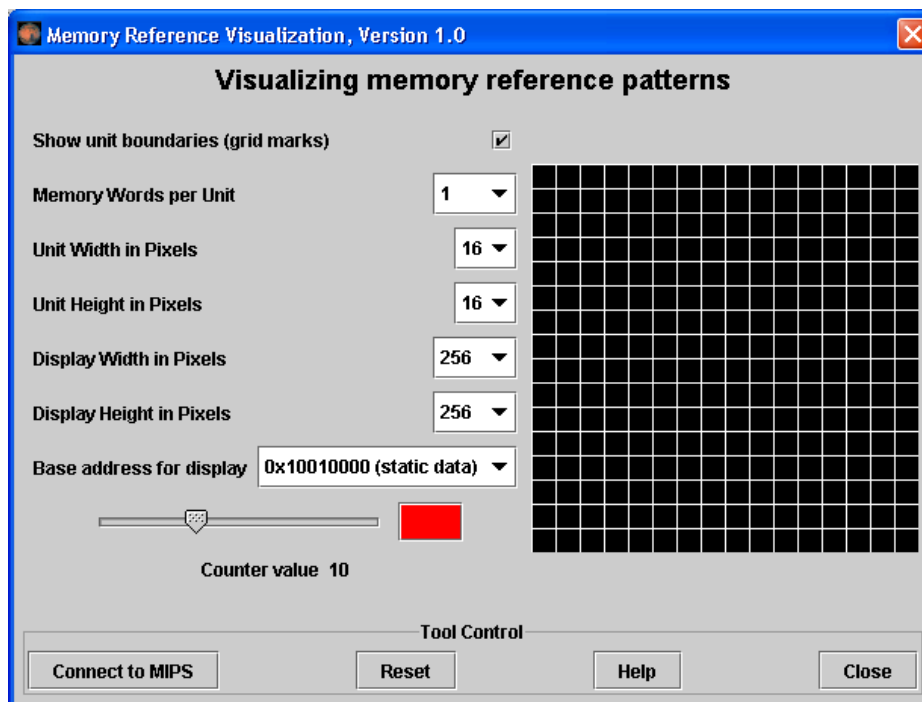 Memory Reference Visualization, Version 1.0
Visualizing memory reference patterns
Show unit boundaries (grid marks)
Memory Words per Unit 1
Unit Width in Pixels 16
Unit Height in Pixels 16
Display Width in Pixels 256
Display Height in Pixels 256
Base address for display 0x10010000 (static data)
Counter value 10
Tool Control
Connect to MIPS Reset Help Close